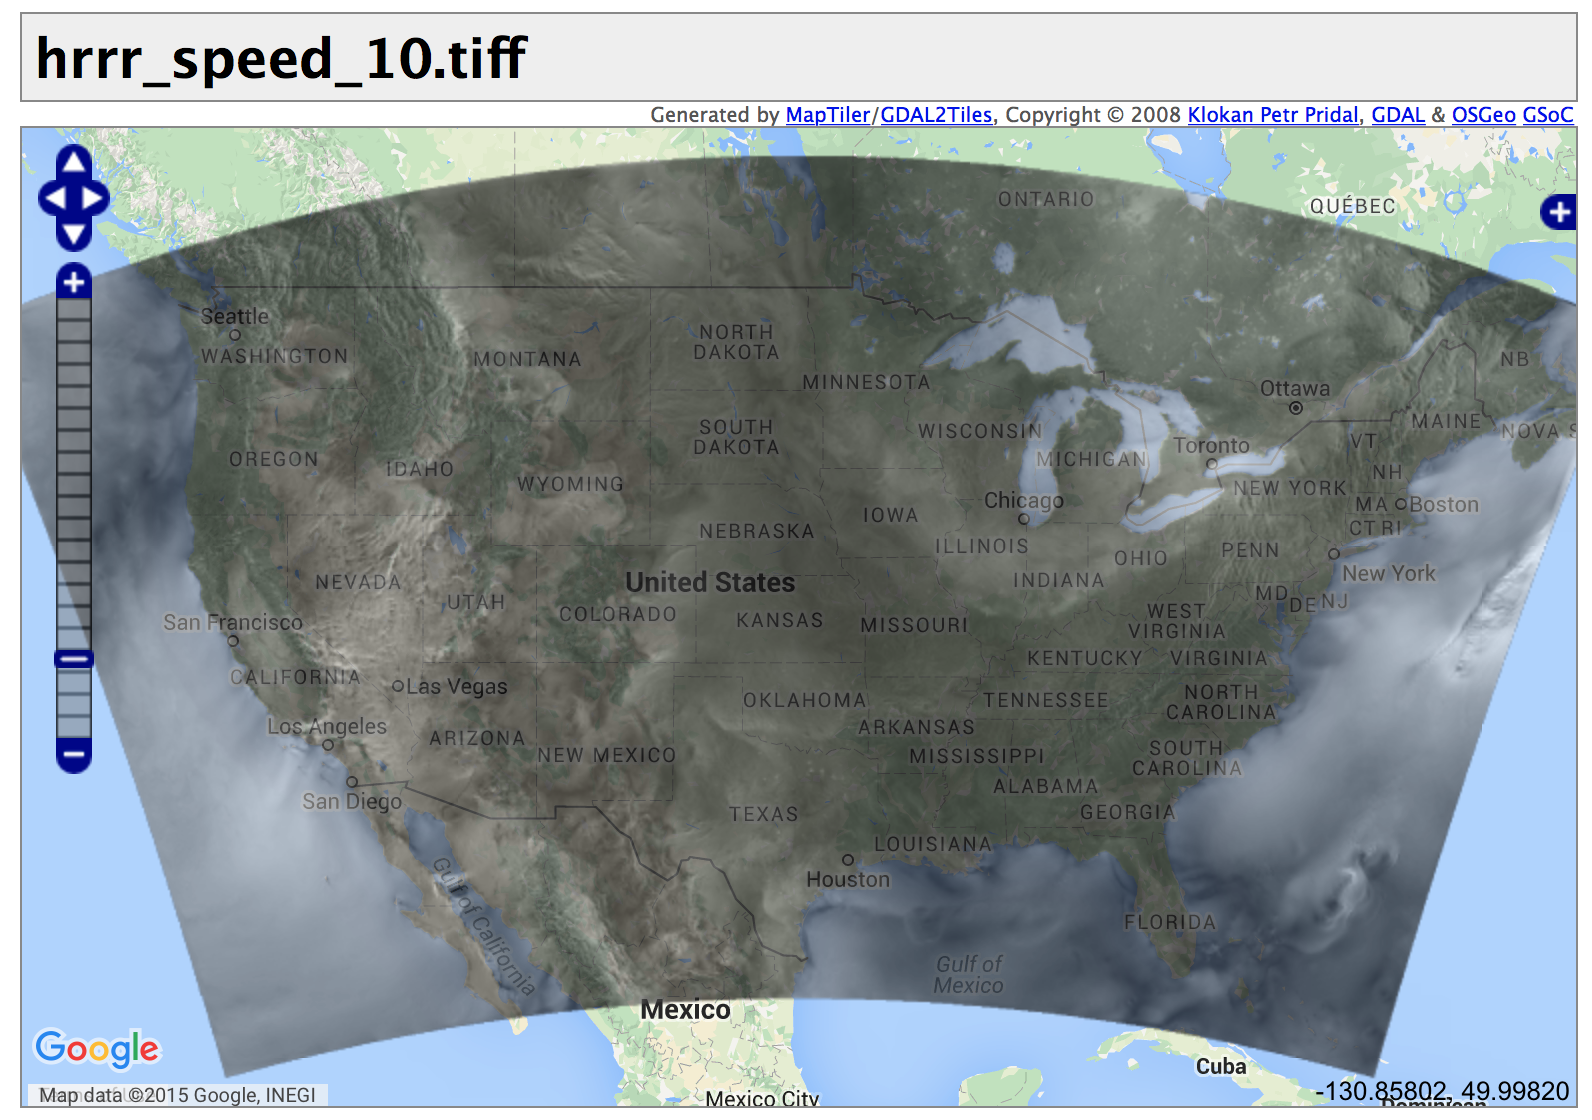 hrrr_speed_10.tiff
Generated by MapTiler/GDAL2Tiles, Copyright © 2008 Klokan Petr Pridal, GDAL & OSGeo GSoC
ONTARIO
QUÉBEC
Seattle
WASHINGTON
MONTANA
NORTH
DAKOTA
MINNESOTA
NB
Ottawa
OREGON
IDAHO
WYOMING
SOUTH
DAKOTA
WISCONSIN
MICHIGAN
Toronto
VT
MAINE
NOVA S
NH
NEW YORK
MA
Boston
CT RI
Chicago
IOWA
NEBRASKA
ILLINOIS
INDIANA
OHIO
PENN
New York
NEVADA
UTAH
United States
COLORADO
KANSAS
MISSOURI
WEST
VIRGINIA
MD
DE
NJ
San Francisco
CALIFORNIA
Las Vegas
KENTUCKY
VIRGINIA
Los Angeles
ARIZONA
NEW MEXICO
OKLAHOMA
ARKANSAS
TENNESSEE
NORTH
CAROLINA
MISSISSIPPI
SOUTH
CAROLINA
San Diego
TEXAS
ALABAMA
GEORGIA
LOUISIANA
Houston
Gulf of California
FLORIDA
Gulf of
Mexico
Mexico
Google
Cuba
Map data ©2015 Google, INEGI
Mexico City
-130.85802, 49.99820